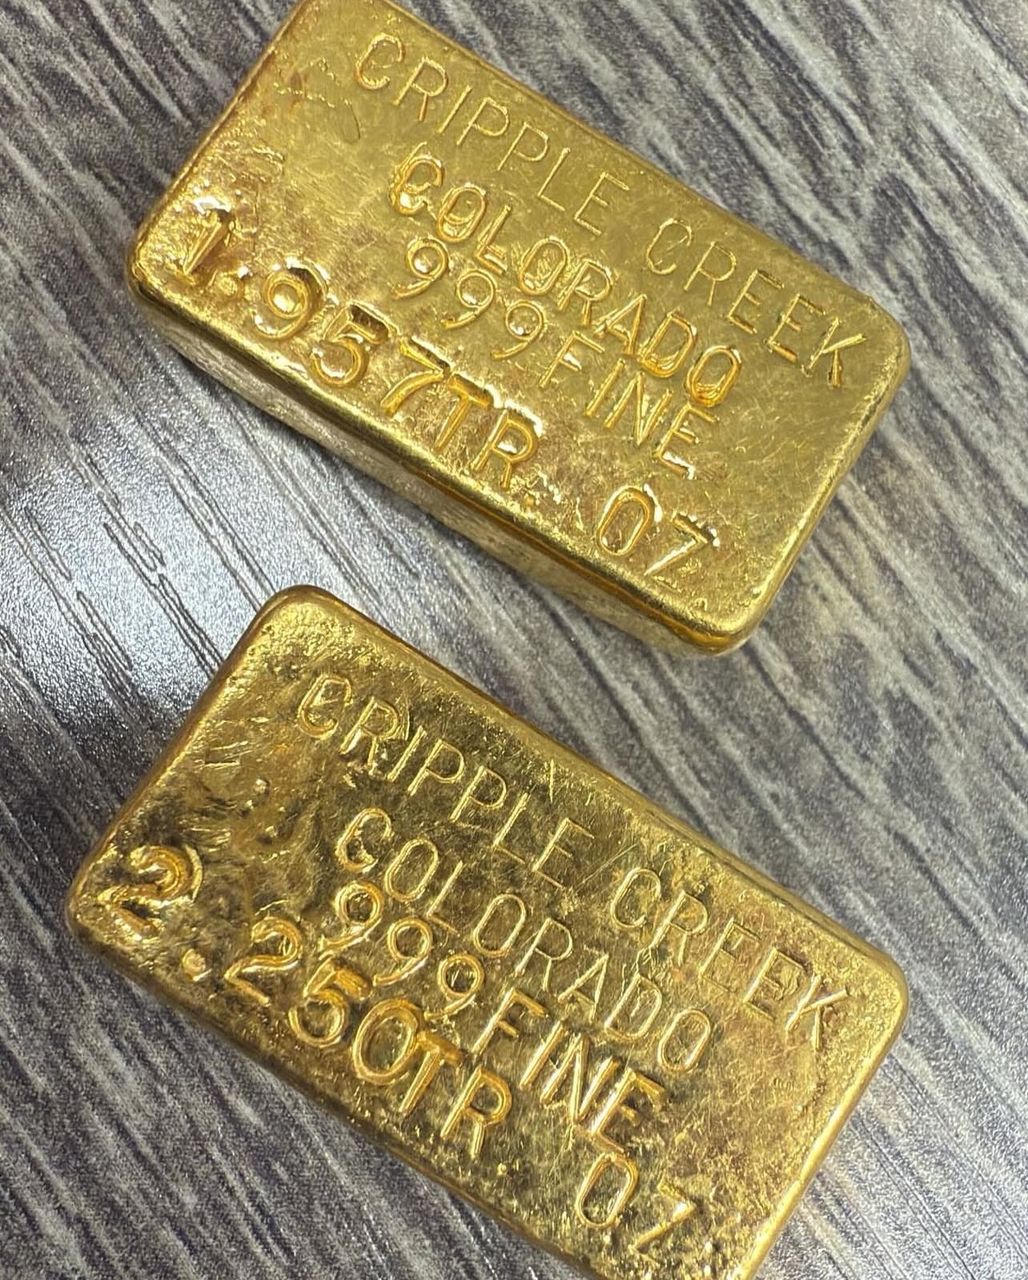 CRIPPLE CREEK
COLORADO
999 FINE
1.957 TR. OZ
CRIPPLE CREEK
COLORADO
999 FINE
2.250 TR. OZ